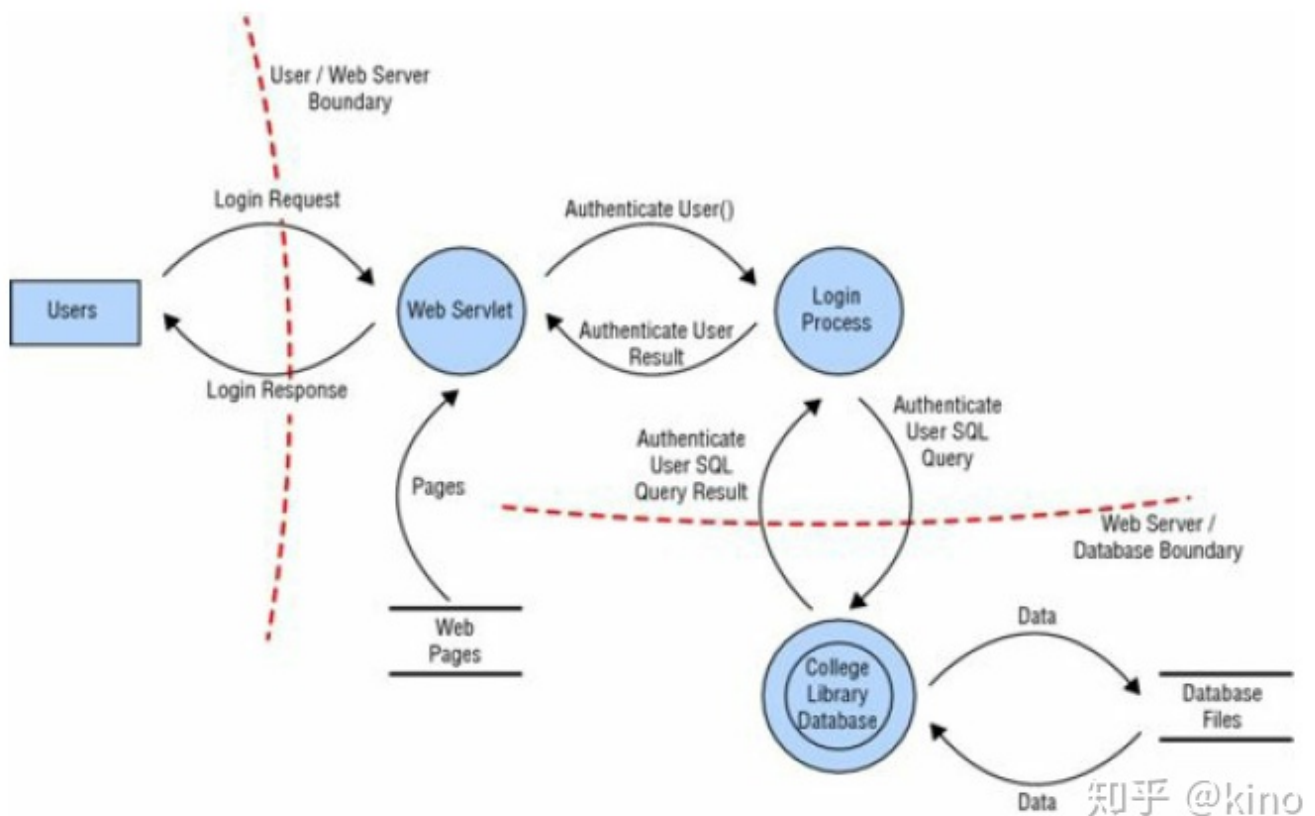 User / Web Server
Boundary
Login Request
Authenticate User()
Users
Web Servlet
Login
Process
Authenticate User
Result
Login Response
Authenticate
User SQL
Query
Authenticate
User SQL
Query Result
Pages
Web Server /
Database Boundary
Web
Pages
Data
College
Library
Database
Database
Files
Data
知乎 @kino